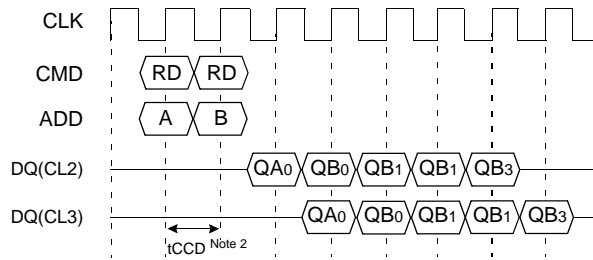 CLK
CMD RD RD
ADD A B
DQ(CL2) QA0 QB0 QB1 QB1 QB3
DQ(CL3) QA0 QB0 QB1 QB1 QB3
tCCD Note 2